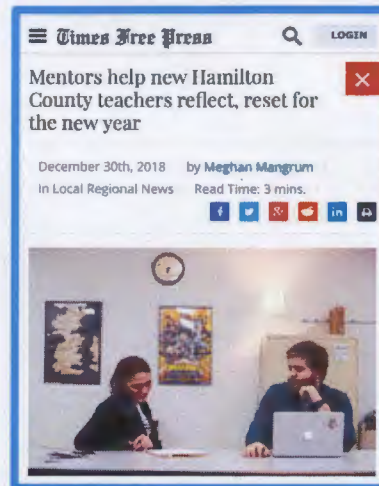 Times Free Press
LOGIN
Mentors help new Hamilton
County teachers reflect, reset for
the new year
December 30th, 2018 by Meghan Mangrum
in Local Regional News Read Time: 3 mins.